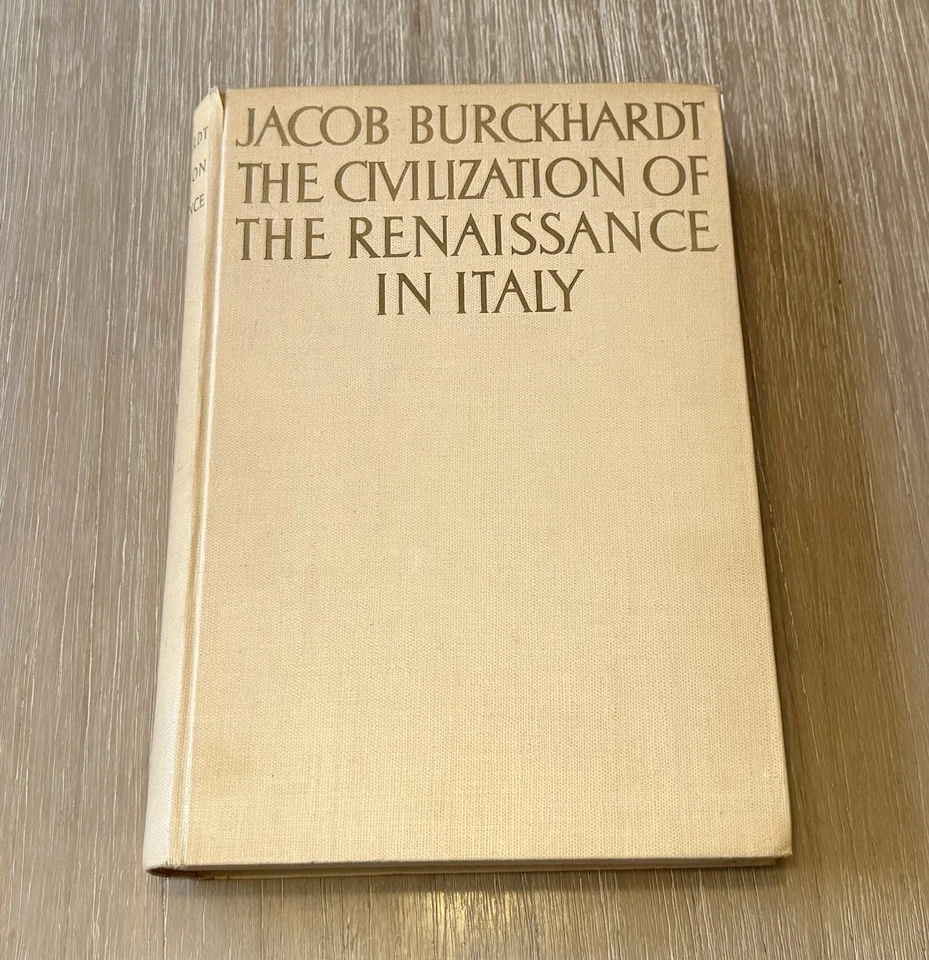 JACOB BURCKHARDT
THE CIVILIZATION OF
THE RENAISSANCE
IN ITALY